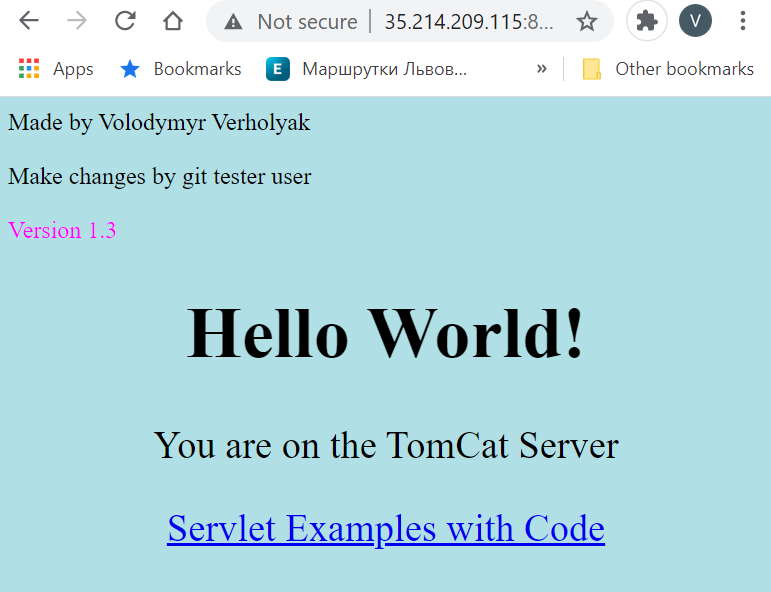 Not secure | 35.214.209.115:8...
V
Apps Bookmarks E Маршрутки Львов... » Other bookmarks
Made by Volodymyr Verholyak
Make changes by git tester user
Version 1.3
Hello World!
You are on the TomCat Server
Servlet Examples with Code